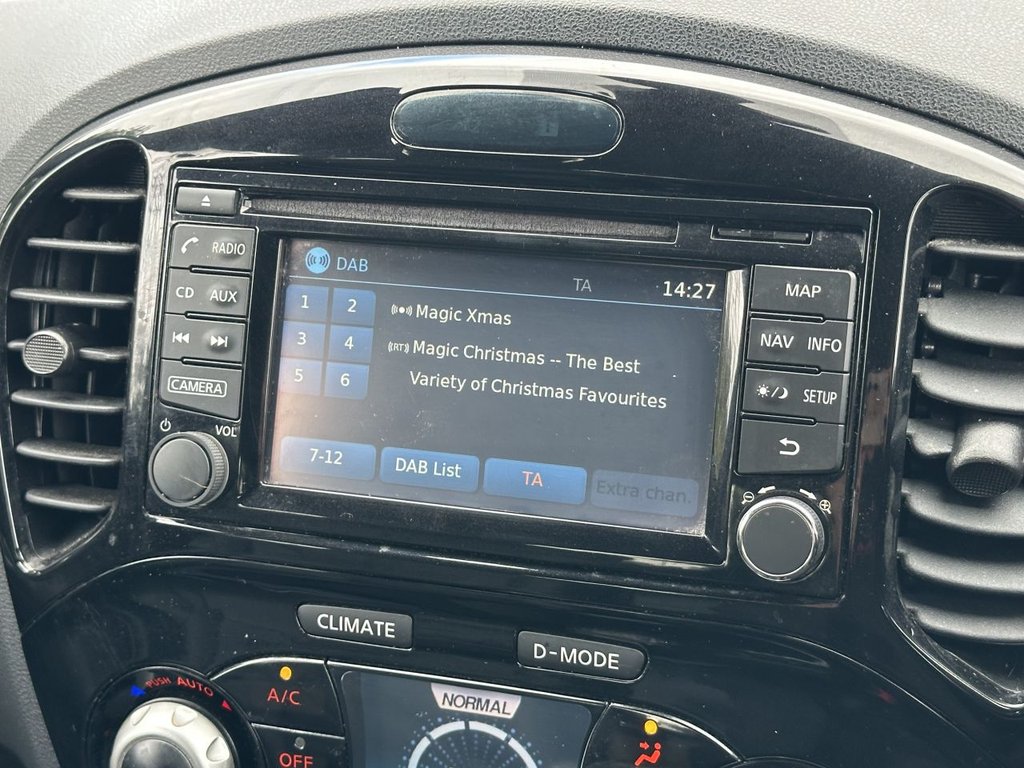 RADIO
CD AUX
CAMERA
VOL
DAB
TA 14:27
1 2
3 4
5 6
Magic Xmas
(RT) Magic Christmas -- The Best
Variety of Christmas Favourites
7-12 DAB List TA Extra chan.
MAP
NAV INFO
SETUP
CLIMATE
D-MODE
PUSH AUTO
A/C
OFF
NORMAL